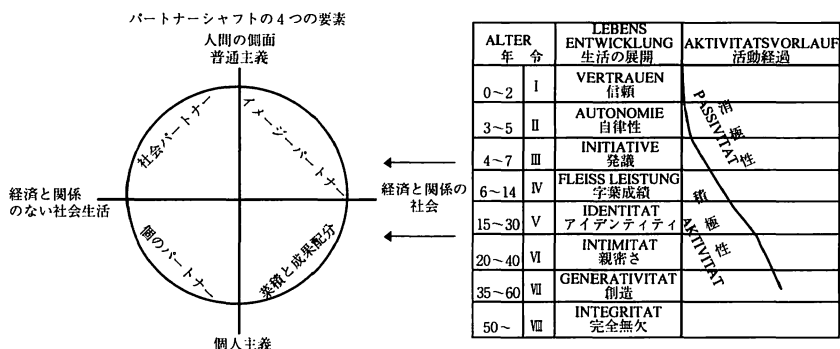 パートナーシャフトの4つの要素
人間の側面
普通主義
社会パートナー
イメージーパートナー
経済と関係
のない社会生活
経済と関係の
社会
個のパートナー
業積と成果配分
個人主義
ALTER
年 令
LEBENS
ENTWICKLUNG
生活の展開
AKTIVITATSVORLAUF
活動経過
0～2 Ⅰ VERTRAUEN
信頼
3～5 Ⅱ AUTONOMIE
自律性
4～7 Ⅲ INITIATIVE
発議
6～14 Ⅳ FLEISS LEISTUNG
字葉成績
15～30 Ⅴ IDENTITAT
アイデンティティ
20～40 Ⅵ INTIMITAT
親密さ
35～60 Ⅶ GENERATIVITAT
創造
50～ Ⅷ INTEGRITAT
完全無欠
消極性
PASSIVITAT
積極性
AKTIVITAT